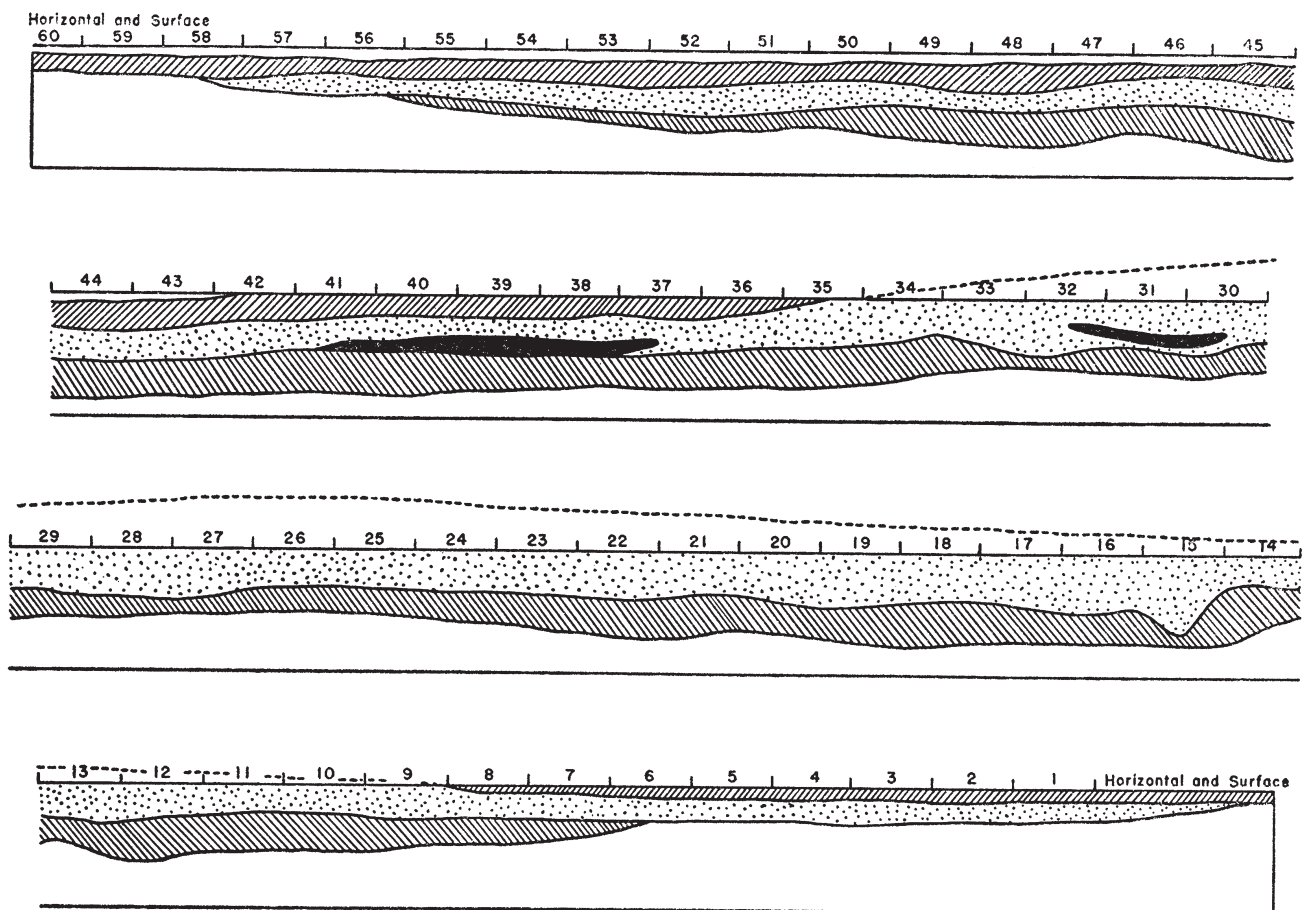 Horizontal and Surface
60 59 58 57 56 55 54 53 52 51 50 49 48 47 46 45
44 43 42 41 40 39 38 37 36 35 34 33 32 31 30
29 28 27 26 25 24 23 22 21 20 19 18 17 16 15 14
13 12 11 10 9 8 7 6 5 4 3 2 1 Horizontal and Surface